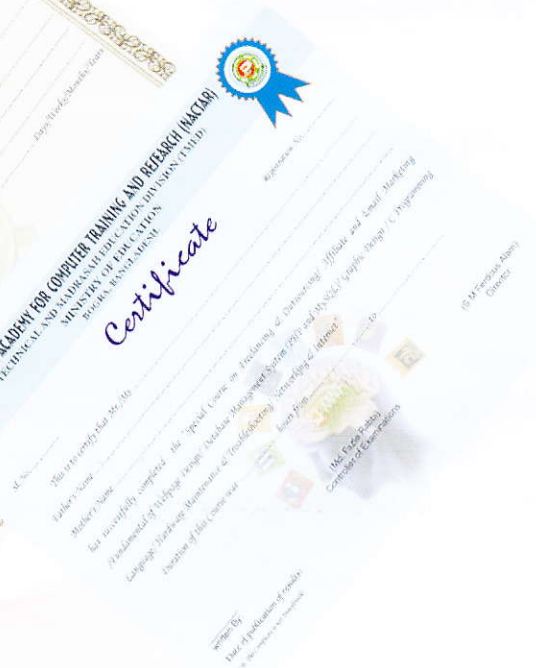 Days/Weeks/Months/Years
ACADEMY FOR COMPUTER TRAINING AND RESEARCH (NACTAR)
TECHNICAL AND MADRASAH EDUCATION DIVISION (TMED)
MINISTRY OF EDUCATION
BOGRA, BANGLADESH
Certificate
Sl. No.
Registration No.
This is to certify that Mr./Ms.
Father's Name
Mother's Name
has successfully completed the "Special Course on Freelancing & Outsourcing/ Affiliate and Email Marketing
/Fundamental of Webpage Design/ Database Management System (PHP and MySQL)/ Graphic Design / C Programming
Language/ Hardware Maintenance & Troubleshooting/ Networking & Internet"
Duration of this Course was hours from to
(Md. Fazle Rabbi)
Controller of Examinations
(S M Ferdous Alam)
Director
Written By:
Date of publication of results: